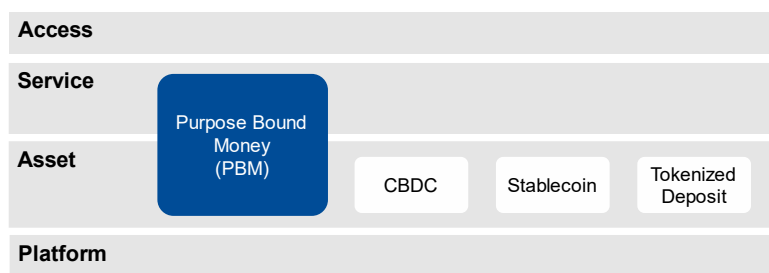 Access
Service
Purpose Bound
Money
(PBM)
Asset
CBDC
Stablecoin
Tokenized
Deposit
Platform